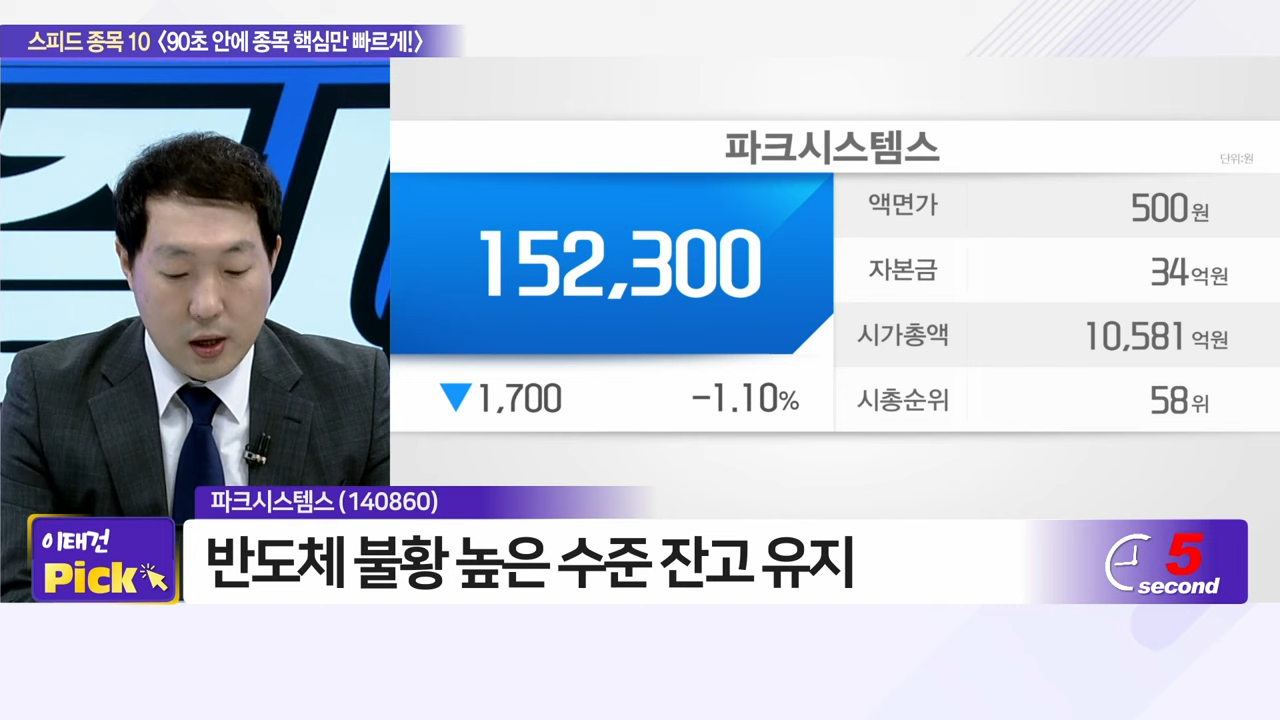 스피드 종목 10 〈90초 안에 종목 핵심만 빠르게!〉
파크시스템스
단위:원
152,300
▼1,700 -1.10%
액면가 500원
자본금 34억원
시가총액 10,581억원
시총순위 58위
파크시스템스 (140860)
이태건
Pick
반도체 불황 높은 수준 잔고 유지
5
second